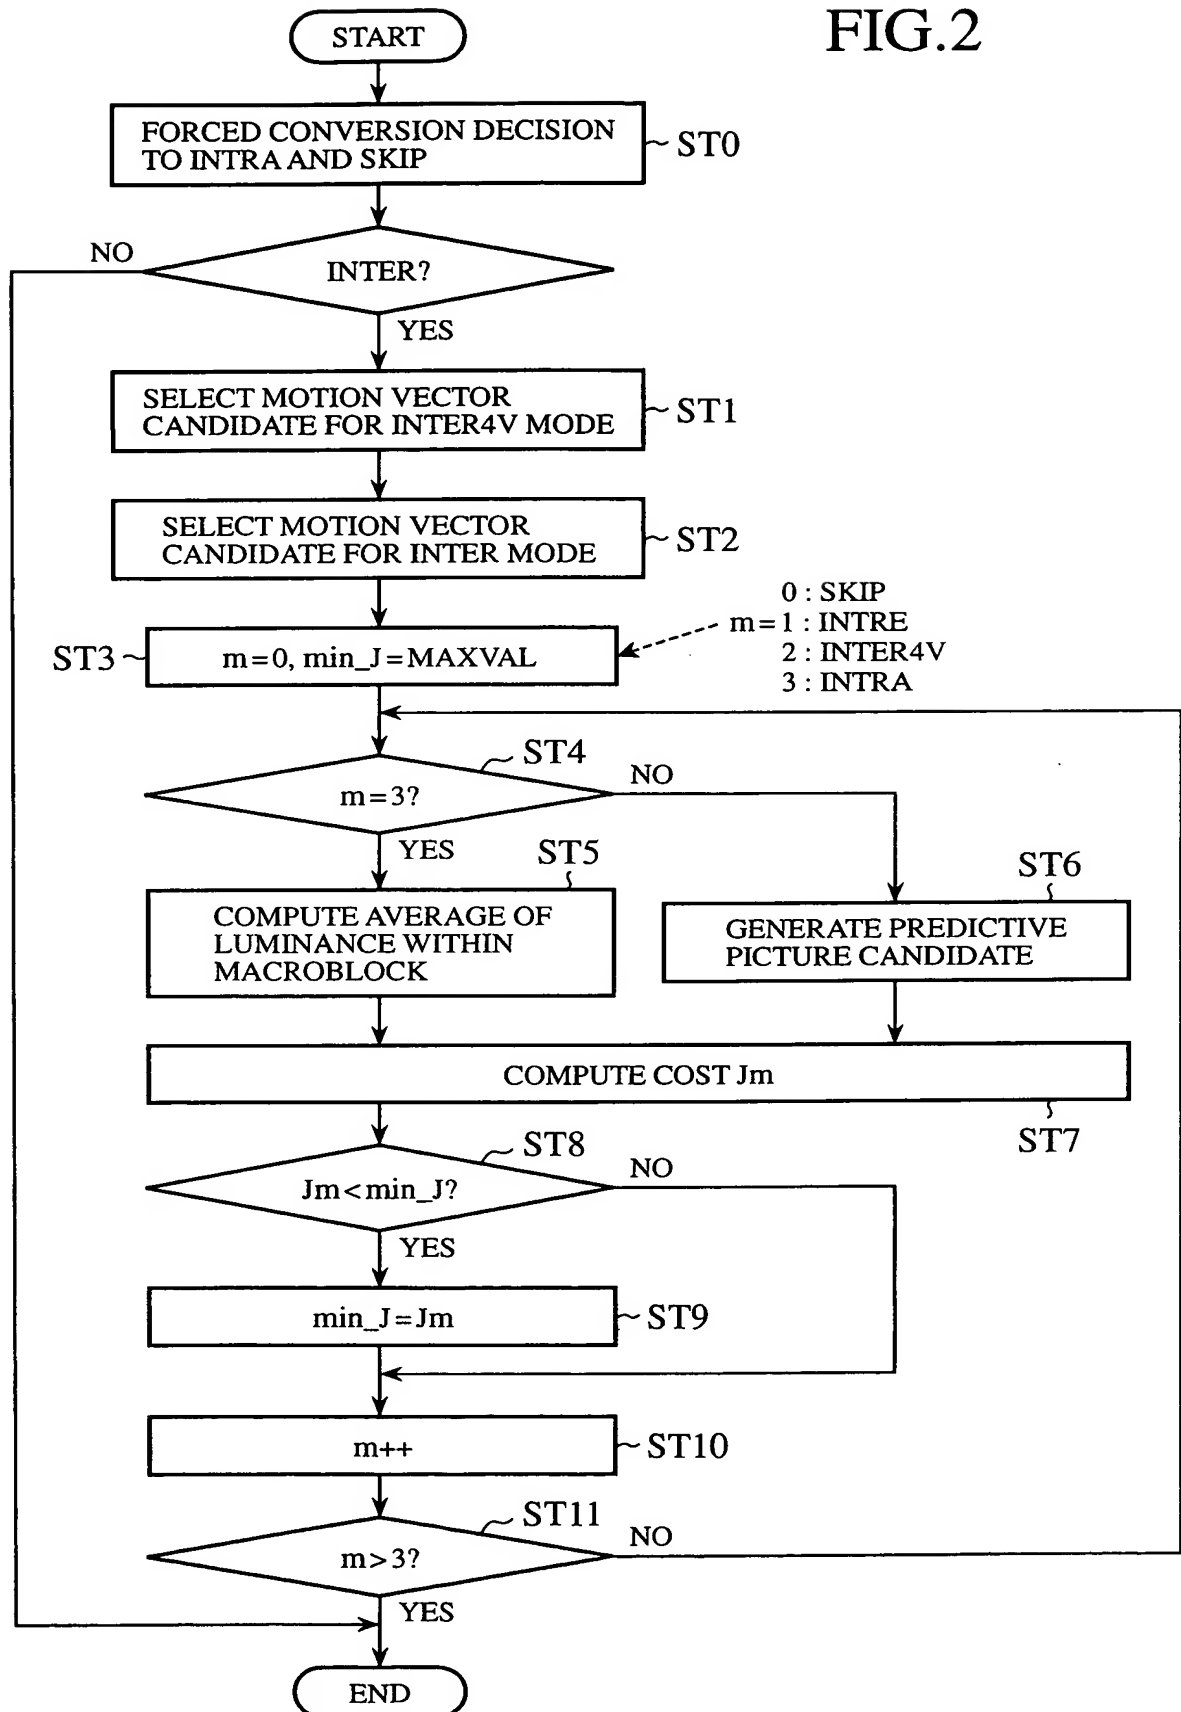 FIG.2
START
FORCED CONVERSION DECISION
TO INTRA AND SKIP
ST0
INTER?
NO
YES
SELECT MOTION VECTOR
CANDIDATE FOR INTER4V MODE
ST1
SELECT MOTION VECTOR
CANDIDATE FOR INTER MODE
ST2
0 : SKIP
m=1 : INTRE
2 : INTER4V
3 : INTRA
ST3
m=0, min_J=MAXVAL
ST4
m=3?
NO
YES
ST5
COMPUTE AVERAGE OF
LUMINANCE WITHIN
MACROBLOCK
ST6
GENERATE PREDICTIVE
PICTURE CANDIDATE
COMPUTE COST Jm
ST7
ST8
Jm<min_J?
NO
YES
min_J=Jm
ST9
m++
ST10
ST11
m>3?
NO
YES
END